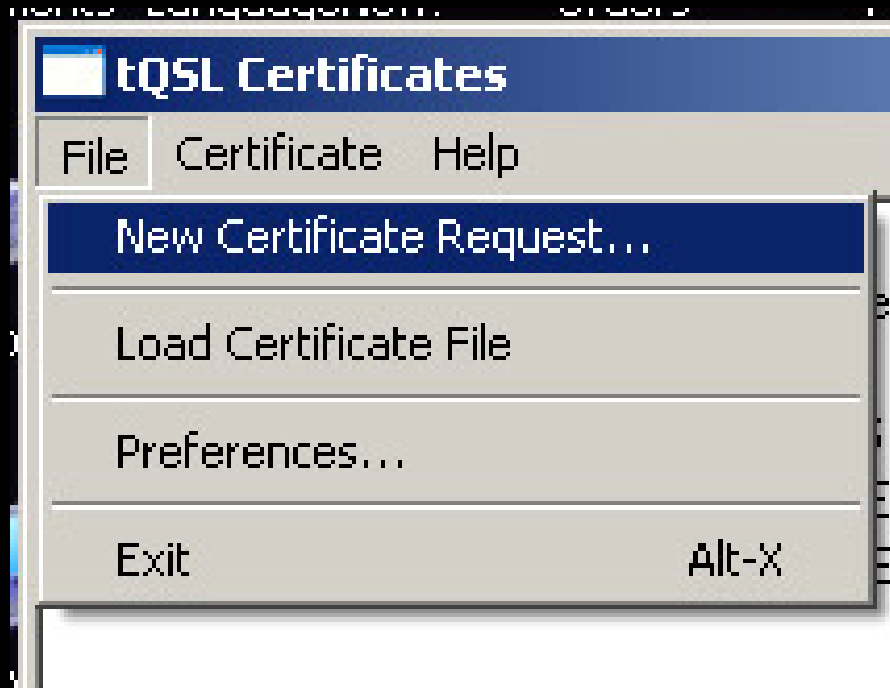 tQSL Certificates
File Certificate Help
New Certificate Request...
Load Certificate File
Preferences...
Exit Alt-X